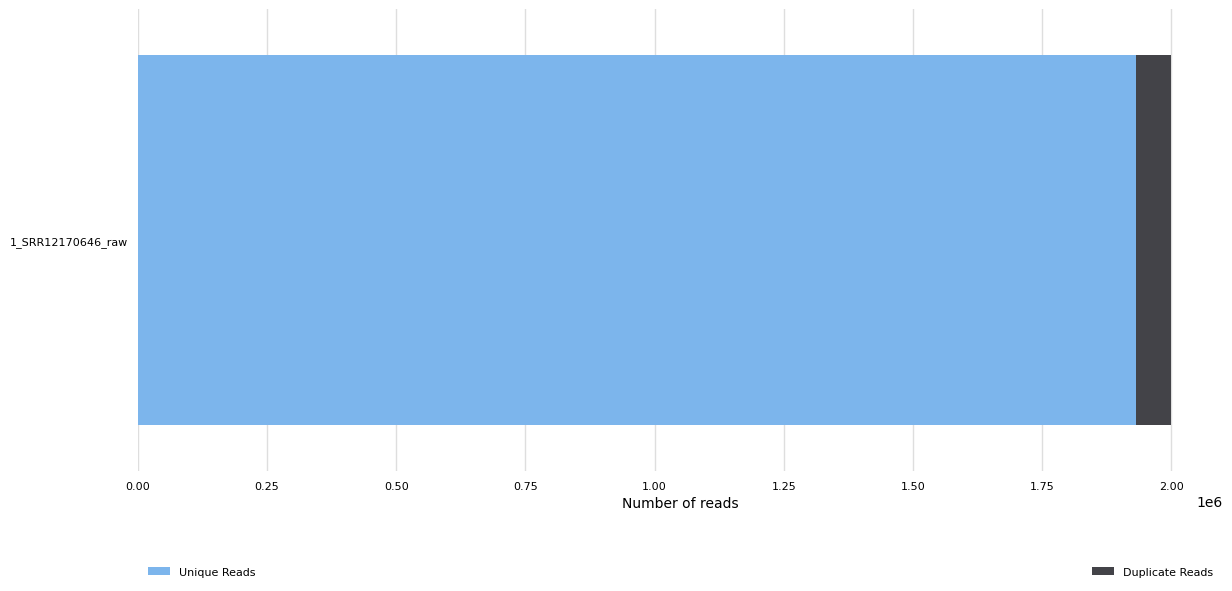 1_SRR12170646_raw
0.00 0.25 0.50 0.75 1.00 1.25 1.50 1.75 2.00
Number of reads
1e6
Unique Reads Duplicate Reads